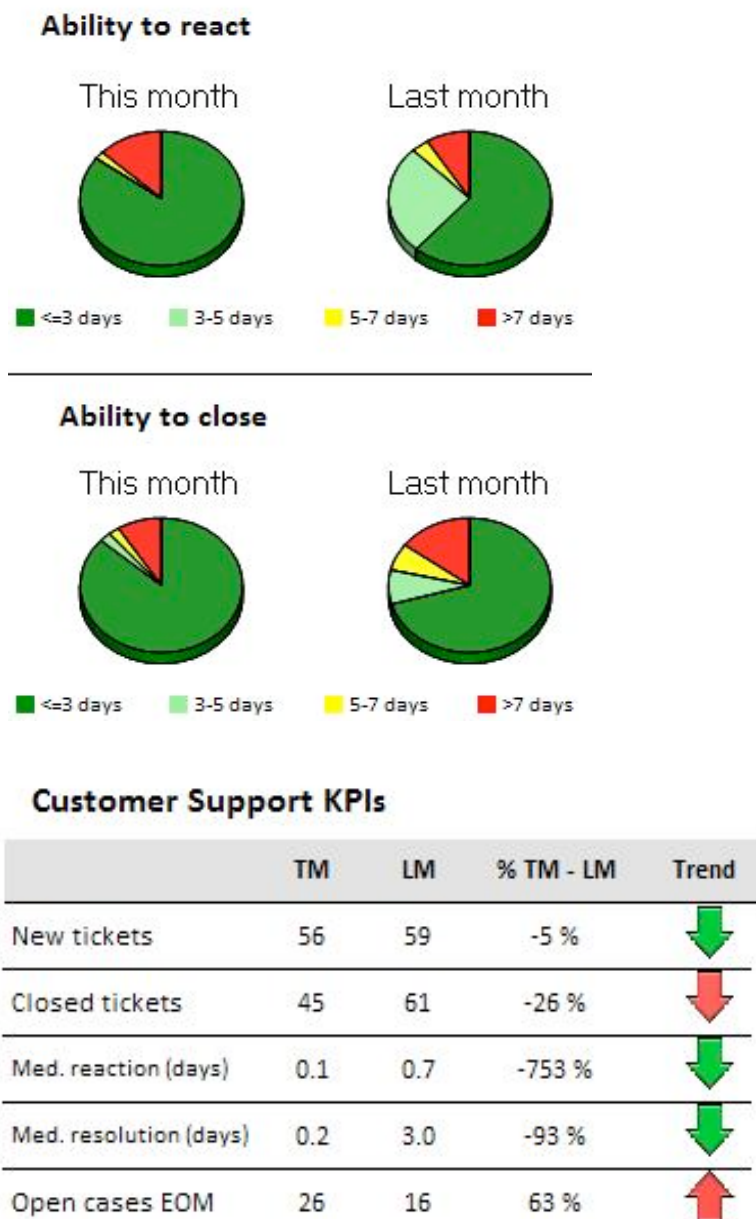 Ability to react
This month Last month
<=3 days 3-5 days 5-7 days >7 days
Ability to close
This month Last month
<=3 days 3-5 days 5-7 days >7 days
Customer Support KPIs
TM LM % TM - LM Trend
New tickets 56 59 -5 %
Closed tickets 45 61 -26 %
Med. reaction (days) 0.1 0.7 -753 %
Med. resolution (days) 0.2 3.0 -93 %
Open cases EOM 26 16 63 %